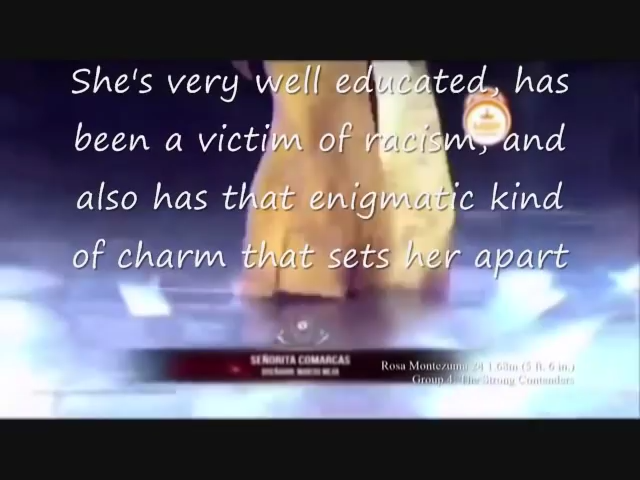 She's very well educated, has
been a victim of racism, and
also has that enigmatic kind
of charm that sets her apart
SEÑORITA COMARCAS
Rosa Montezuma 24 1.68m (5 ft. 6 in.)
Group 4: The Strong Contenders